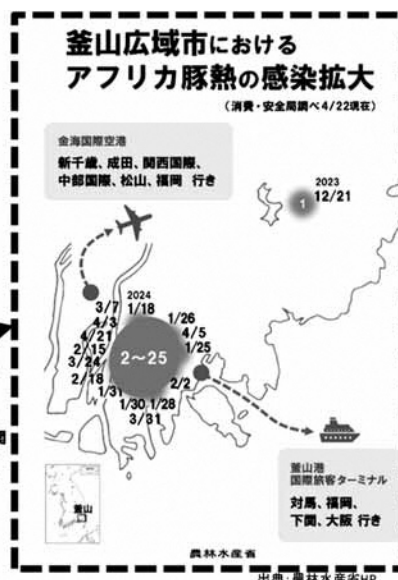 釜山広域市における
アフリカ豚熱の感染拡大
(消費・安全局調べ4/22現在)
金海国際空港
新千歳、成田、関西国際、
中部国際、松山、福岡 行き
2023
1 12/21
2024
3/7 1/18
4/3 1/26
4/21 4/5
2/15 1/25
3/24 2~25
2/18 2/2
1/31
1/30 1/28
3/31
釜山港
国際旅客ターミナル
対馬、福岡、
下関、大阪 行き
釜山
農林水産省
出典:農林水産省HP